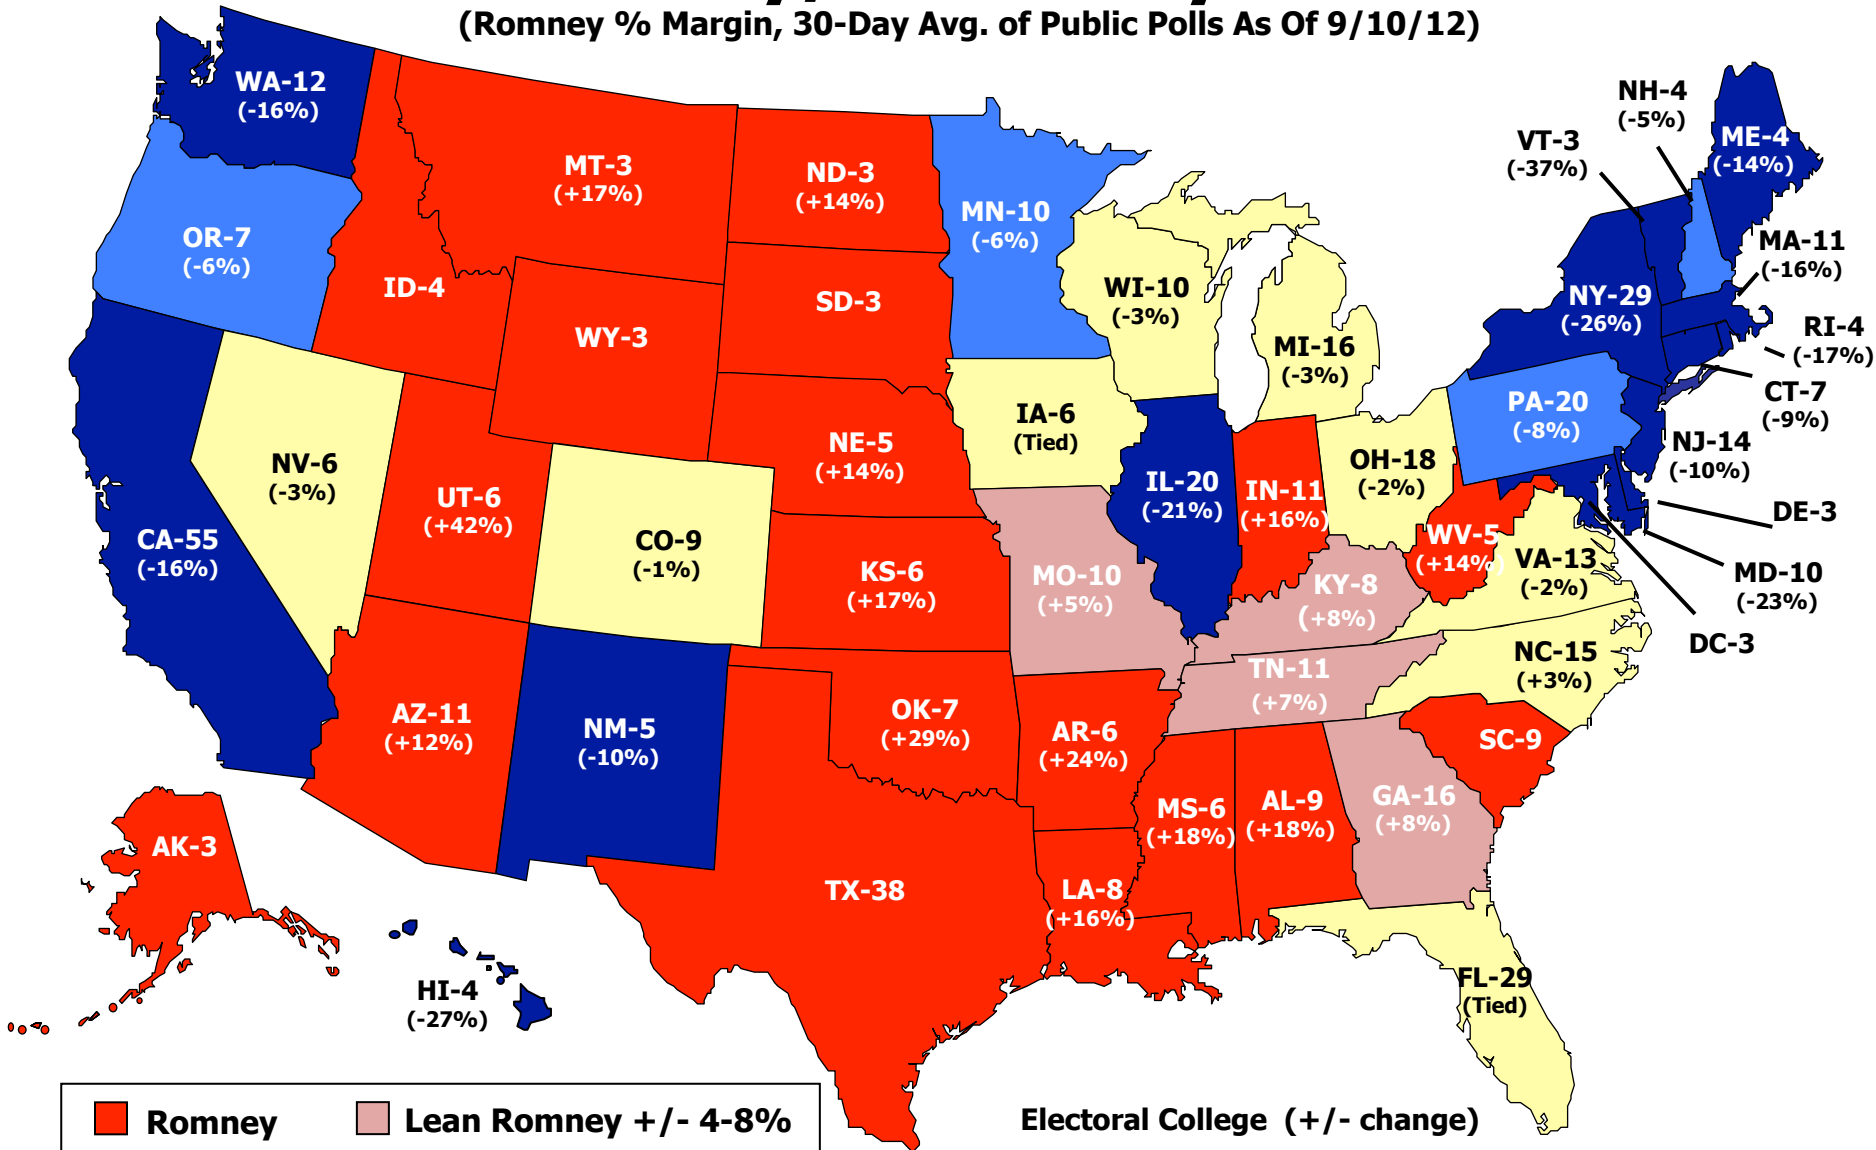 (Romney % Margin, 30-Day Avg. of Public Polls As Of 9/10/12)
WA-12
(-16%)
OR-7
(-6%)
CA-55
(-16%)
NV-6
(-3%)
ID-4
MT-3
(+17%)
WY-3
UT-6
(+42%)
AZ-11
(+12%)
CO-9
(-1%)
NM-5
(-10%)
ND-3
(+14%)
SD-3
NE-5
(+14%)
KS-6
(+17%)
OK-7
(+29%)
TX-38
MN-10
(-6%)
IA-6
(Tied)
MO-10
(+5%)
AR-6
(+24%)
LA-8
(+16%)
WI-10
(-3%)
IL-20
(-21%)
MI-16
(-3%)
IN-11
(+16%)
OH-18
(-2%)
KY-8
(+8%)
TN-11
(+7%)
MS-6
(+18%)
AL-9
(+18%)
GA-16
(+8%)
FL-29
(Tied)
SC-9
NC-15
(+3%)
VA-13
(-2%)
WV-5
(+14%)
PA-20
(-8%)
NY-29
(-26%)
VT-3
(-37%)
NH-4
(-5%)
ME-4
(-14%)
MA-11
(-16%)
RI-4
(-17%)
CT-7
(-9%)
NJ-14
(-10%)
DE-3
MD-10
(-23%)
DC-3
AK-3
HI-4
(-27%)
Romney
Lean Romney +/- 4-8%
Electoral College (+/- change)